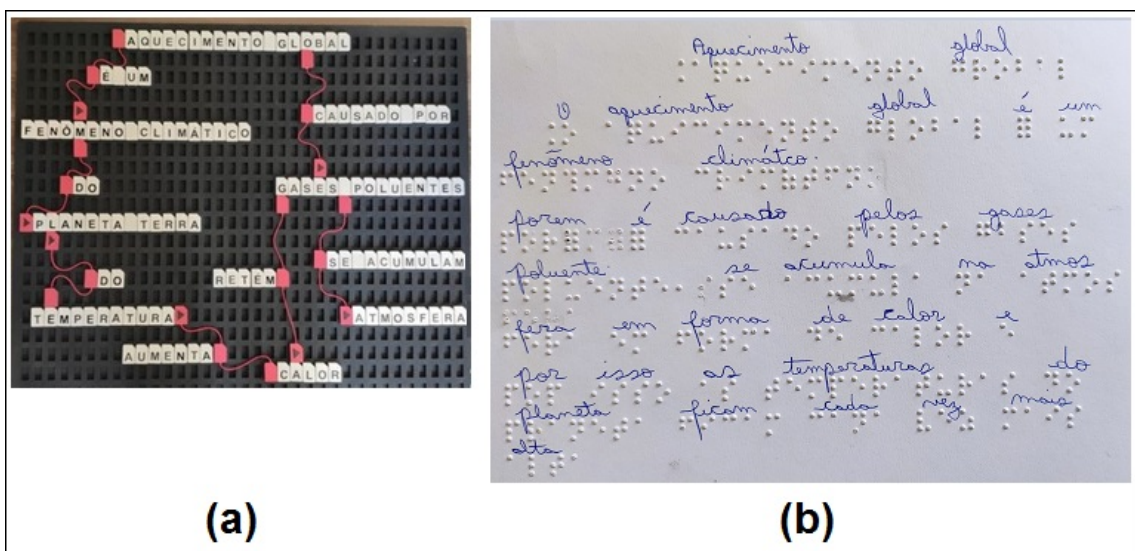 AQUECIMENTO GLOBAL
É UM
CAUSADO POR
FENÔMENO CLIMÁTICO
DO
GASES POLUENTES
PLANETA TERRA
SE ACUMULAM
DO
RETEM
TEMPERATURA
ATMOSFERA
AUMENTA
CALOR
(a)
Aquecimento global
O aquecimento global é um
fenômeno climátco.
porem é causado pelos gases
poluente. se acumula na atmos
fera em forma de calor e
por isso as temperaturas do
planeta ficam cada vez mais
alta
(b)